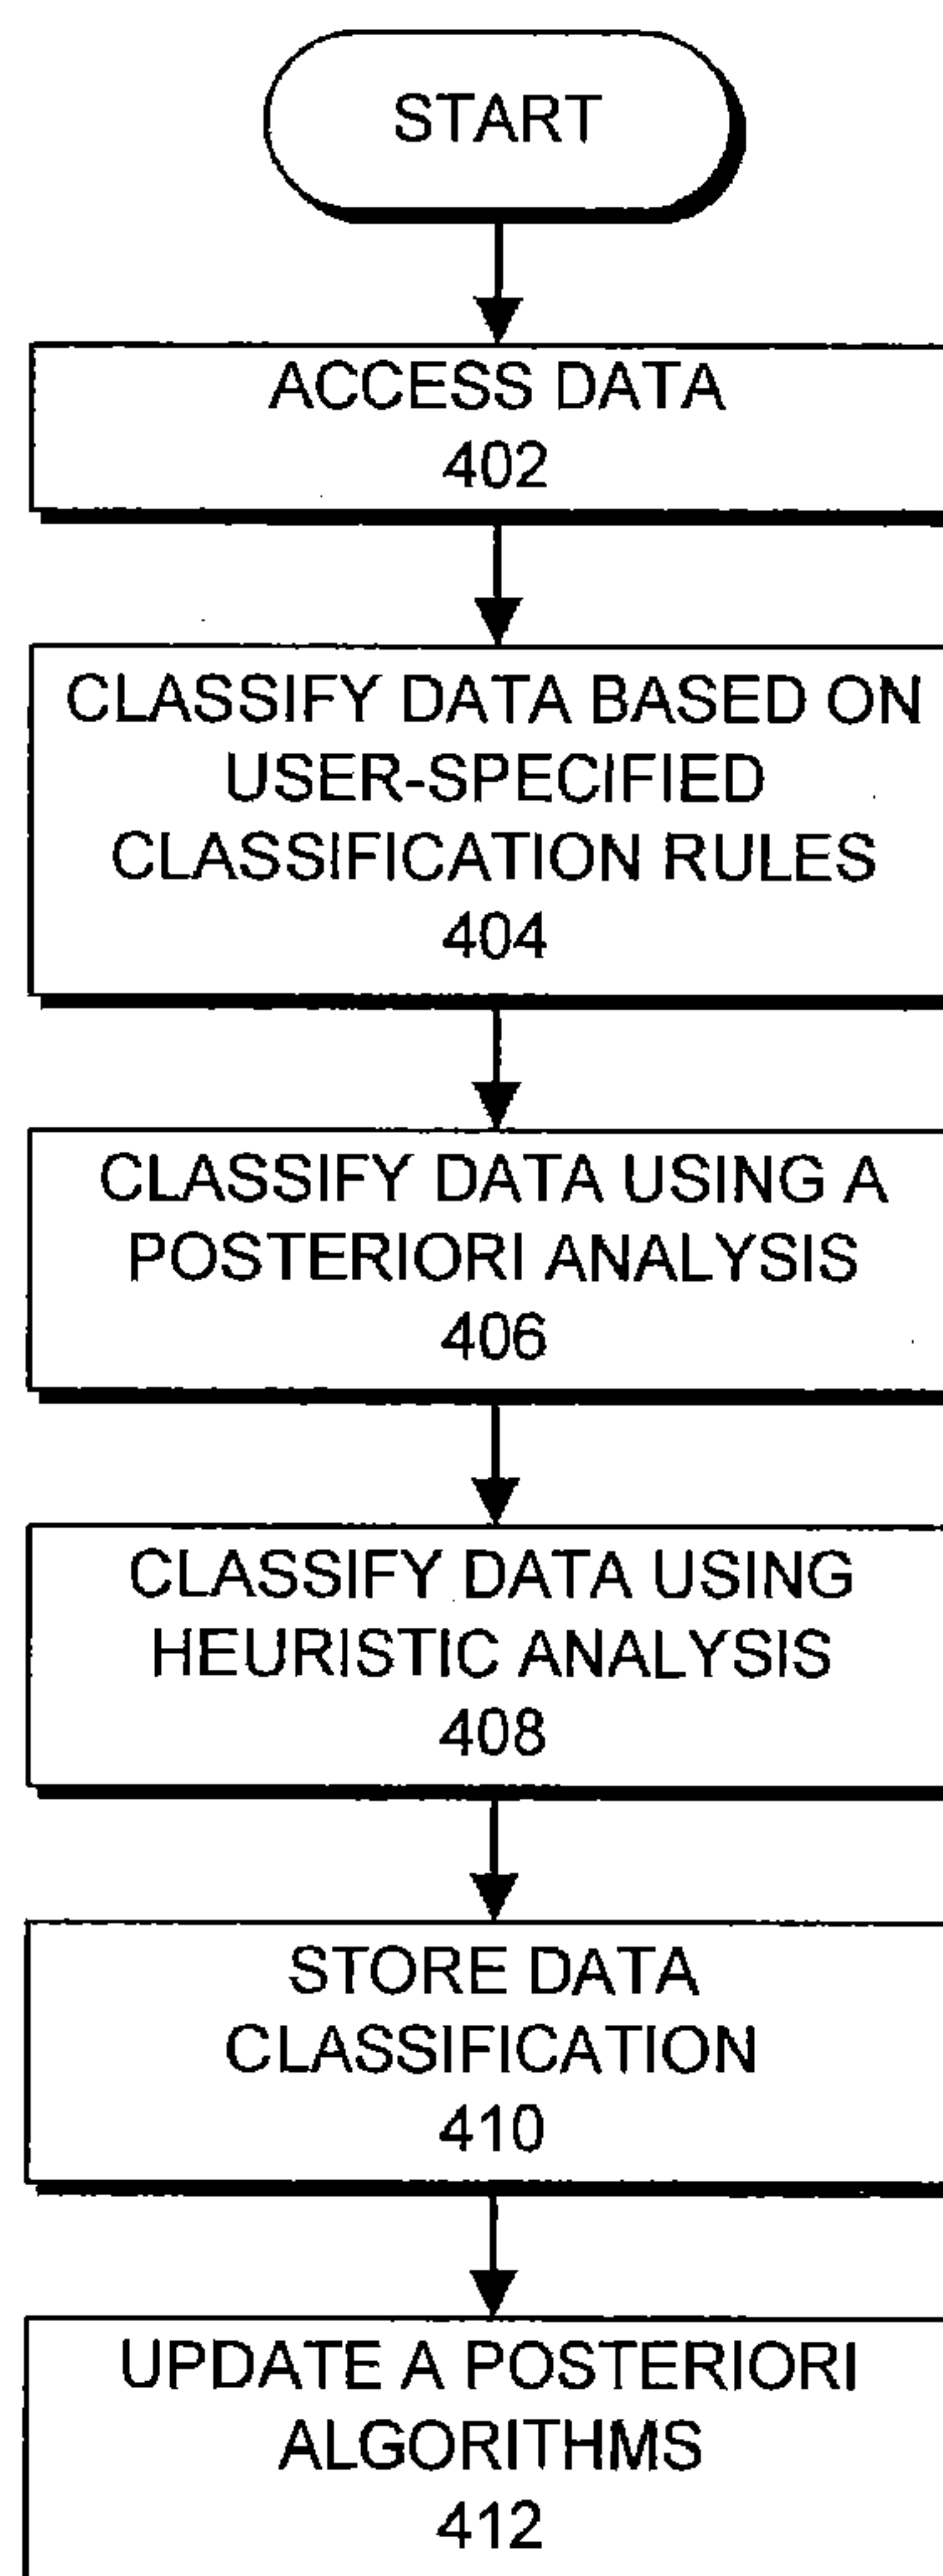 START
ACCESS DATA
402
CLASSIFY DATA BASED ON
USER-SPECIFIED
CLASSIFICATION RULES
404
CLASSIFY DATA USING A
POSTERIORI ANALYSIS
406
CLASSIFY DATA USING
HEURISTIC ANALYSIS
408
STORE DATA
CLASSIFICATION
410
UPDATE A POSTERIORI
ALGORITHMS
412